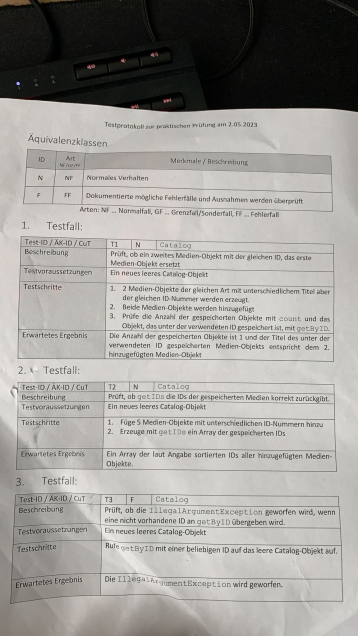 Testprotokoll zur praktischen Prüfung am 2.05.2023
Äquivalenzklassen
ID Art Merkmale / Beschreibung
NF/GF/FF
N NF Normales Verhalten
F FF Dokumentierte mögliche Fehlerfälle und Ausnahmen werden überprüft
Arten: NF ... Normalfall, GF ... Grenzfall/Sonderfall, FF ... Fehlerfall
1. Testfall:
Test-ID / ÄK-ID / CuT T1 N Catalog
Beschreibung Prüft, ob ein zweites Medien-Objekt mit der gleichen ID, das erste
Medien-Objekt ersetzt
Testvoraussetzungen Ein neues leeres Catalog-Objekt
Testschritte 1. 2 Medien-Objekte der gleichen Art mit unterschiedlichem Titel aber
der gleichen ID-Nummer werden erzeugt.
2. Beide Medien-Objekte werden hinzugefügt
3. Prüfe die Anzahl der gespeicherten Objekte mit count und das
Objekt, das unter der verwendeten ID gespeichert ist, mit getByID.
Erwartetes Ergebnis Die Anzahl der gespeicherten Objekte ist 1 und der Titel des unter der
verwendeten ID gespeicherten Medien-Objekts entspricht dem 2.
hinzugefügten Medien-Objekt
2. Testfall:
Test-ID / ÄK-ID / CuT T2 N Catalog
Beschreibung Prüft, ob getIDs die IDs der gespeicherten Medien korrekt zurückgibt.
Testvoraussetzungen Ein neues leeres Catalog-Objekt
Testschritte 1. Füge 5 Medien-Objekte mit unterschiedlichen ID-Nummern hinzu
2. Erzeuge mit getIDs ein Array der gespeicherten IDs
Erwartetes Ergebnis Ein Array der laut Angabe sortierten IDs aller hinzugefügten Medien-
Objekte.
3. Testfall:
Test-ID / ÄK-ID / CuT T3 F Catalog
Beschreibung Prüft, ob die IllegalArgumentException geworfen wird, wenn
eine nicht vorhandene ID an getByID übergeben wird.
Testvoraussetzungen Ein neues leeres Catalog-Objekt
Testschritte Rufe getByID mit einer beliebigen ID auf das leere Catalog-Objekt auf.
Erwartetes Ergebnis Die IllegalArgumentException wird geworfen.